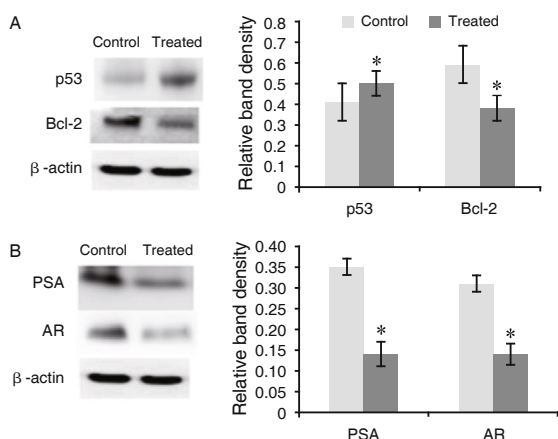 A
Control Treated
p53
Bcl-2
β-actin
Relative band density
Control Treated
0.8
0.7
0.6
0.5
0.4
0.3
0.2
0.1
0
*
*
p53 Bcl-2
B
Control Treated
PSA
AR
β-actin
Relative band density
0.40
0.35
0.30
0.25
0.20
0.15
0.10
0.05
0.00
*
*
PSA AR